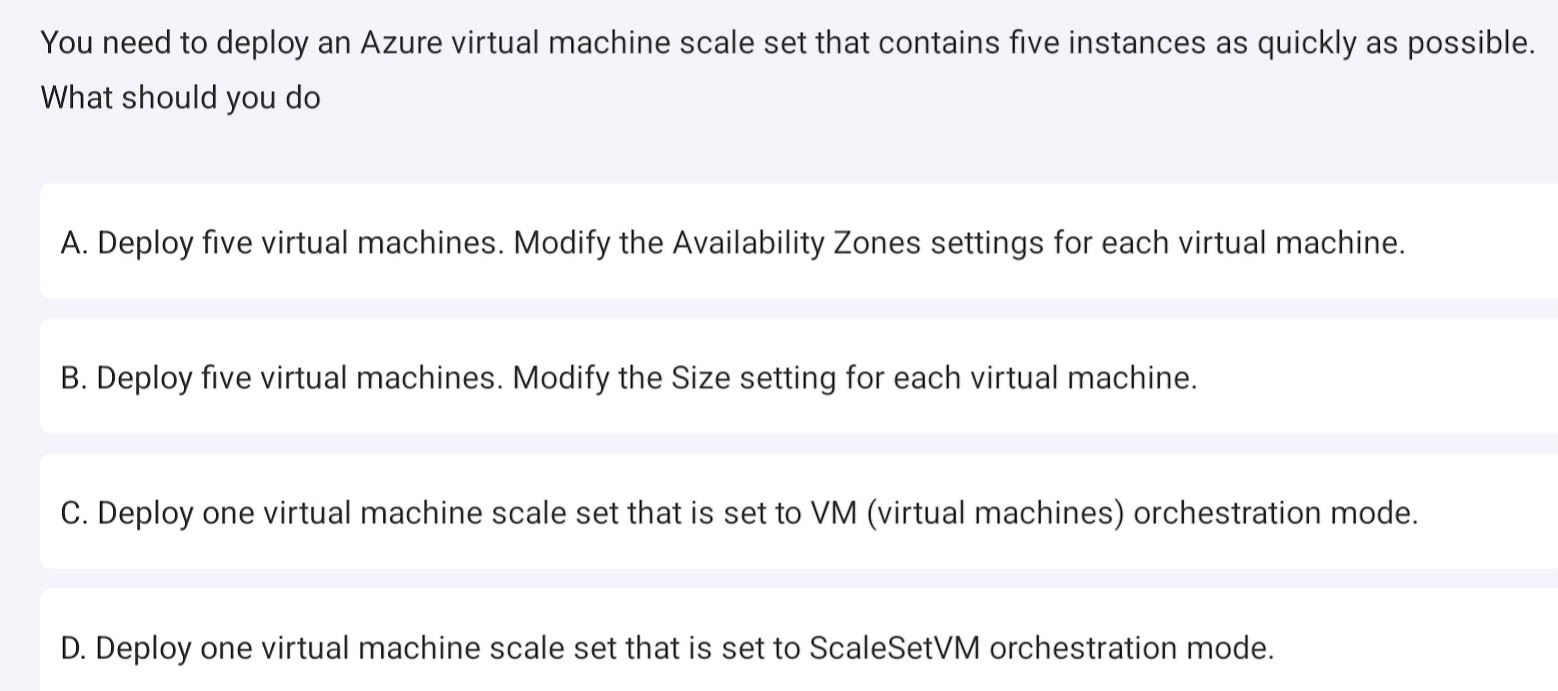 You need to deploy an Azure virtual machine scale set that contains five instances as quickly as possible.
What should you do
A. Deploy five virtual machines. Modify the Availability Zones settings for each virtual machine.
B. Deploy five virtual machines. Modify the Size setting for each virtual machine.
C. Deploy one virtual machine scale set that is set to VM (virtual machines) orchestration mode.
D. Deploy one virtual machine scale set that is set to ScaleSetVM orchestration mode.